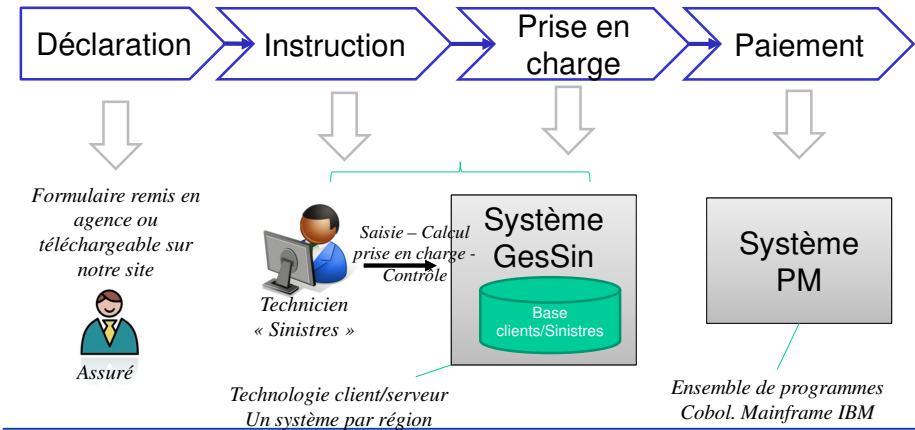 Déclaration
Instruction
Prise en
charge
Paiement
Formulaire remis en
agence ou
téléchargeable sur
notre site
Assuré
Technicien
« Sinistres »
Saisie – Calcul
prise en charge -
Contrôle
Système
GesSin
Base
clients/Sinistres
Technologie client/serveur
Un système par région
Système
PM
Ensemble de programmes
Cobol. Mainframe IBM